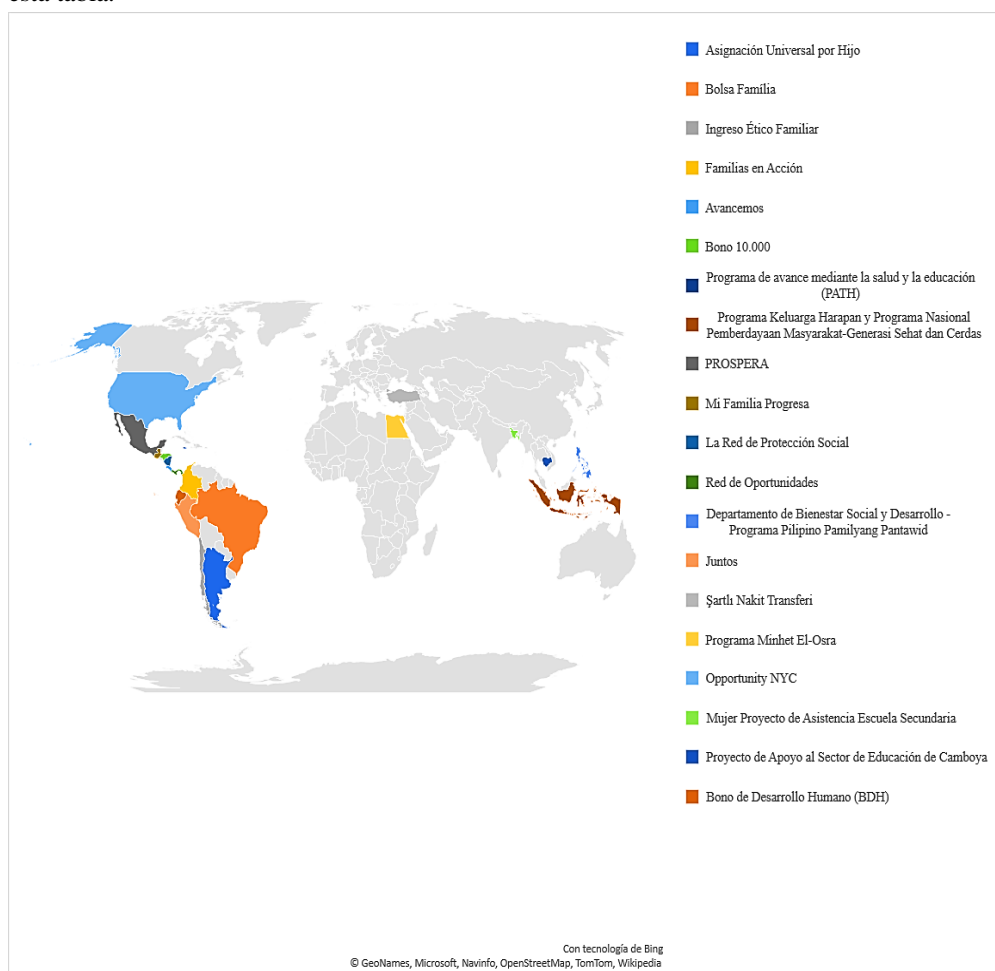 Asignación Universal por Hijo
Bolsa Família
Ingreso Ético Familiar
Familias en Acción
Avancemos
Bono 10.000
Programa de avance mediante la salud y la educación
(PATH)
Programa Keluarga Harapan y Programa Nasional
Pemberdayaan Masyarakat-Generasi Sehat dan Cerdas
PROSPERA
Mi Familia Progresa
La Red de Protección Social
Red de Oportunidades
Departamento de Bienestar Social y Desarrollo -
Programa Pilipino Pamilyang Pantawid
Juntos
Şartlı Nakit Transferi
Programa Minhet El-Osra
Opportunity NYC
Mujer Proyecto de Asistencia Escuela Secundaria
Proyecto de Apoyo al Sector de Educación de Camboya
Bono de Desarrollo Humano (BDH)
Con tecnología de Bing
© GeoNames, Microsoft, Navinfo, OpenStreetMap, TomTom, Wikipedia